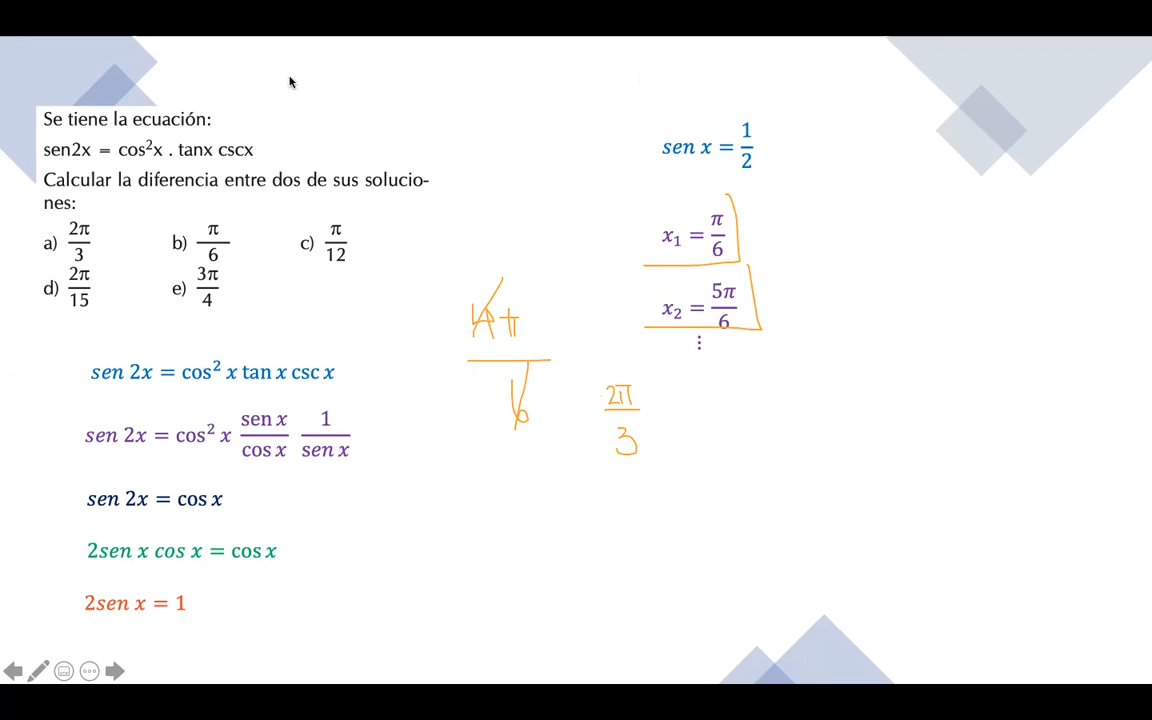 Se tiene la ecuación:
sen2x = cos²x . tanx cscx
Calcular la diferencia entre dos de sus solucio-
nes:
a) 2π/3 b) π/6 c) π/12
d) 2π/15 e) 3π/4
sen 2x = cos² x tan x csc x
sen 2x = cos² x sen x/cos x 1/sen x
sen 2x = cos x
2sen x cos x = cos x
2sen x = 1
sen x = 1/2
x₁ = π/6
x₂ = 5π/6
⋮
4π/6
2π/3